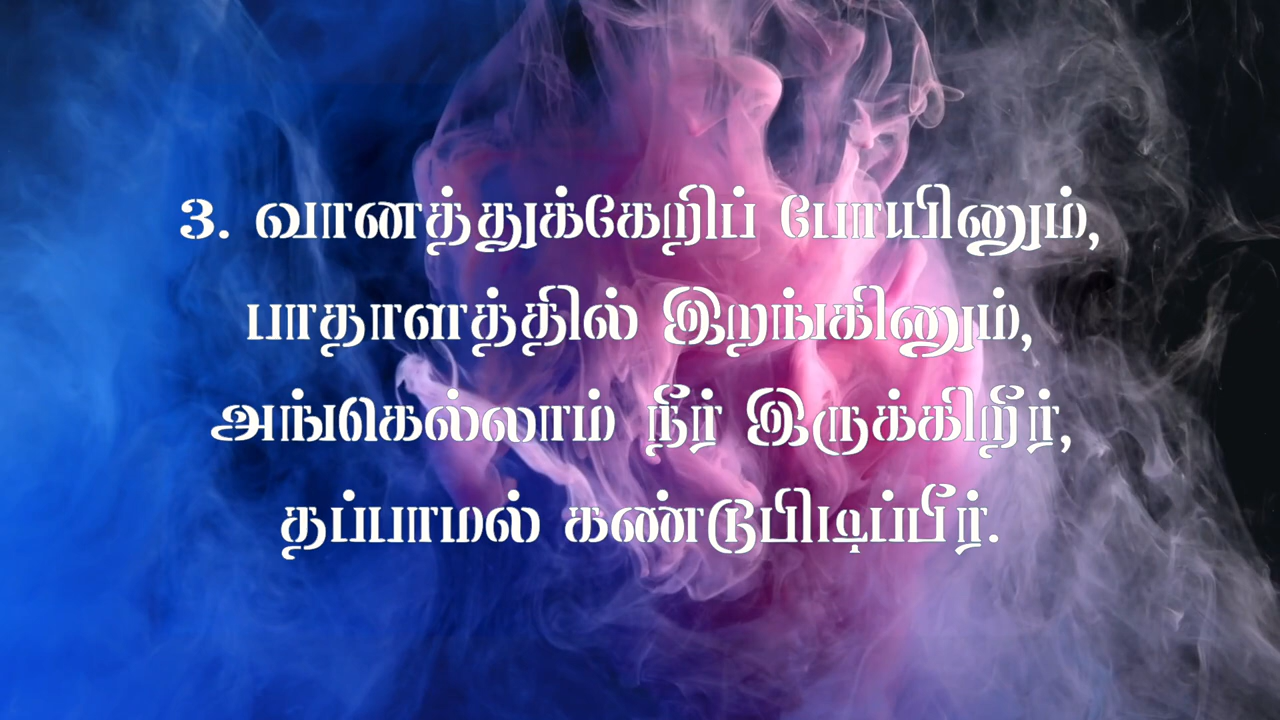 3. வானத்துக்கேறிப் போயினும்,
பாதாளத்தில் இறங்கினும்,
அங்கெல்லாம் நீர் இருக்கிறீர்,
தப்பாமல் கண்டுபிடிப்பீர்.